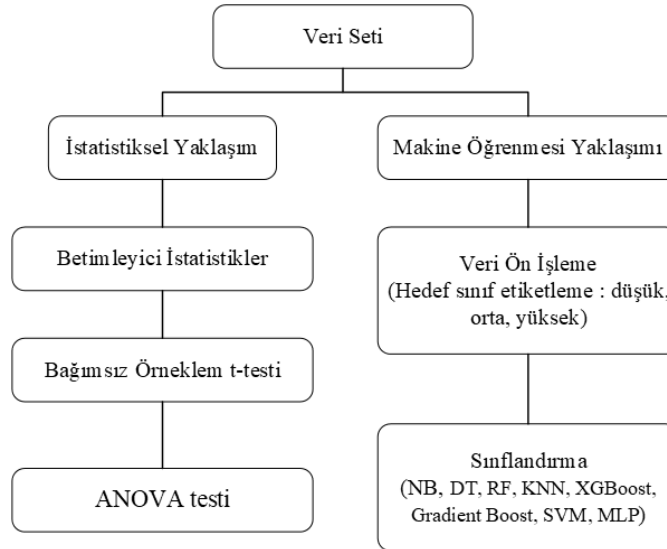 Veri Seti
İstatistiksel Yaklaşım
Makine Öğrenmesi Yaklaşımı
Betimleyici İstatistikler
Veri Ön İşleme
(Hedef sınıf etiketleme : düşük,
orta, yüksek)
Bağımsız Örneklem t-testi
ANOVA testi
Sınflandırma
(NB, DT, RF, KNN, XGBoost,
Gradient Boost, SVM, MLP)